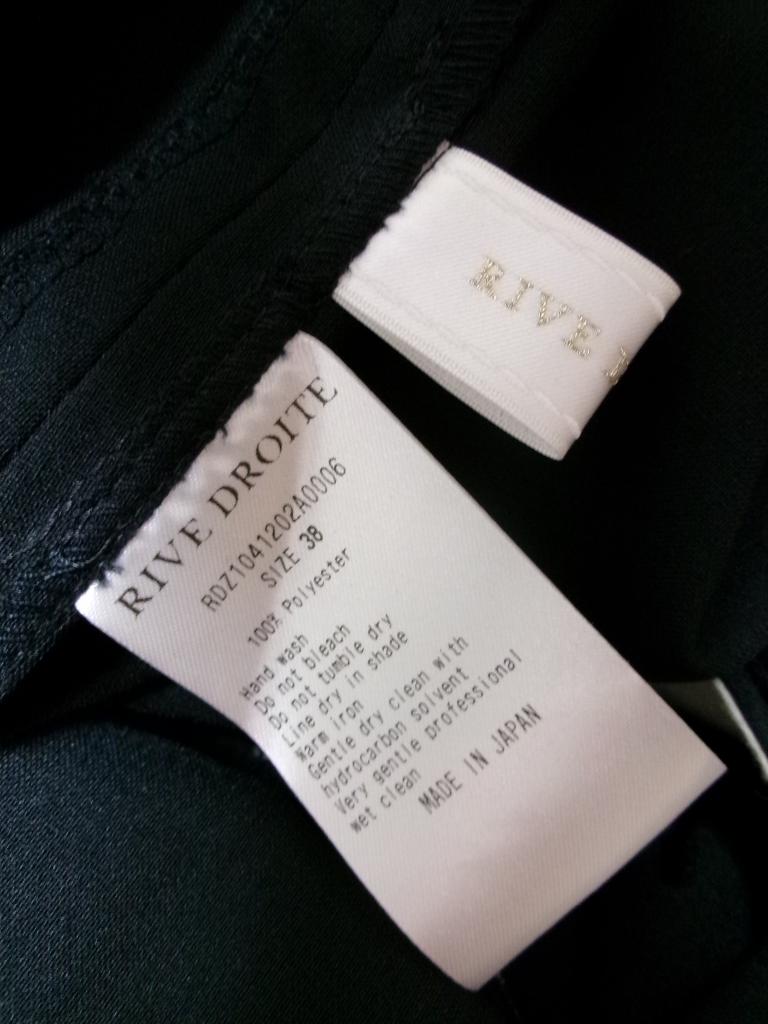 RIVE
RIVE DROITE
RDZ1041202A0006
SIZE 38
100% Polyester
Hand wash
Do not bleach
Do not tumble dry
Line dry in shade
Warm iron
Gentle dry clean with
hydrocarbon solvent
Very gentle professional
wet clean
MADE IN JAPAN